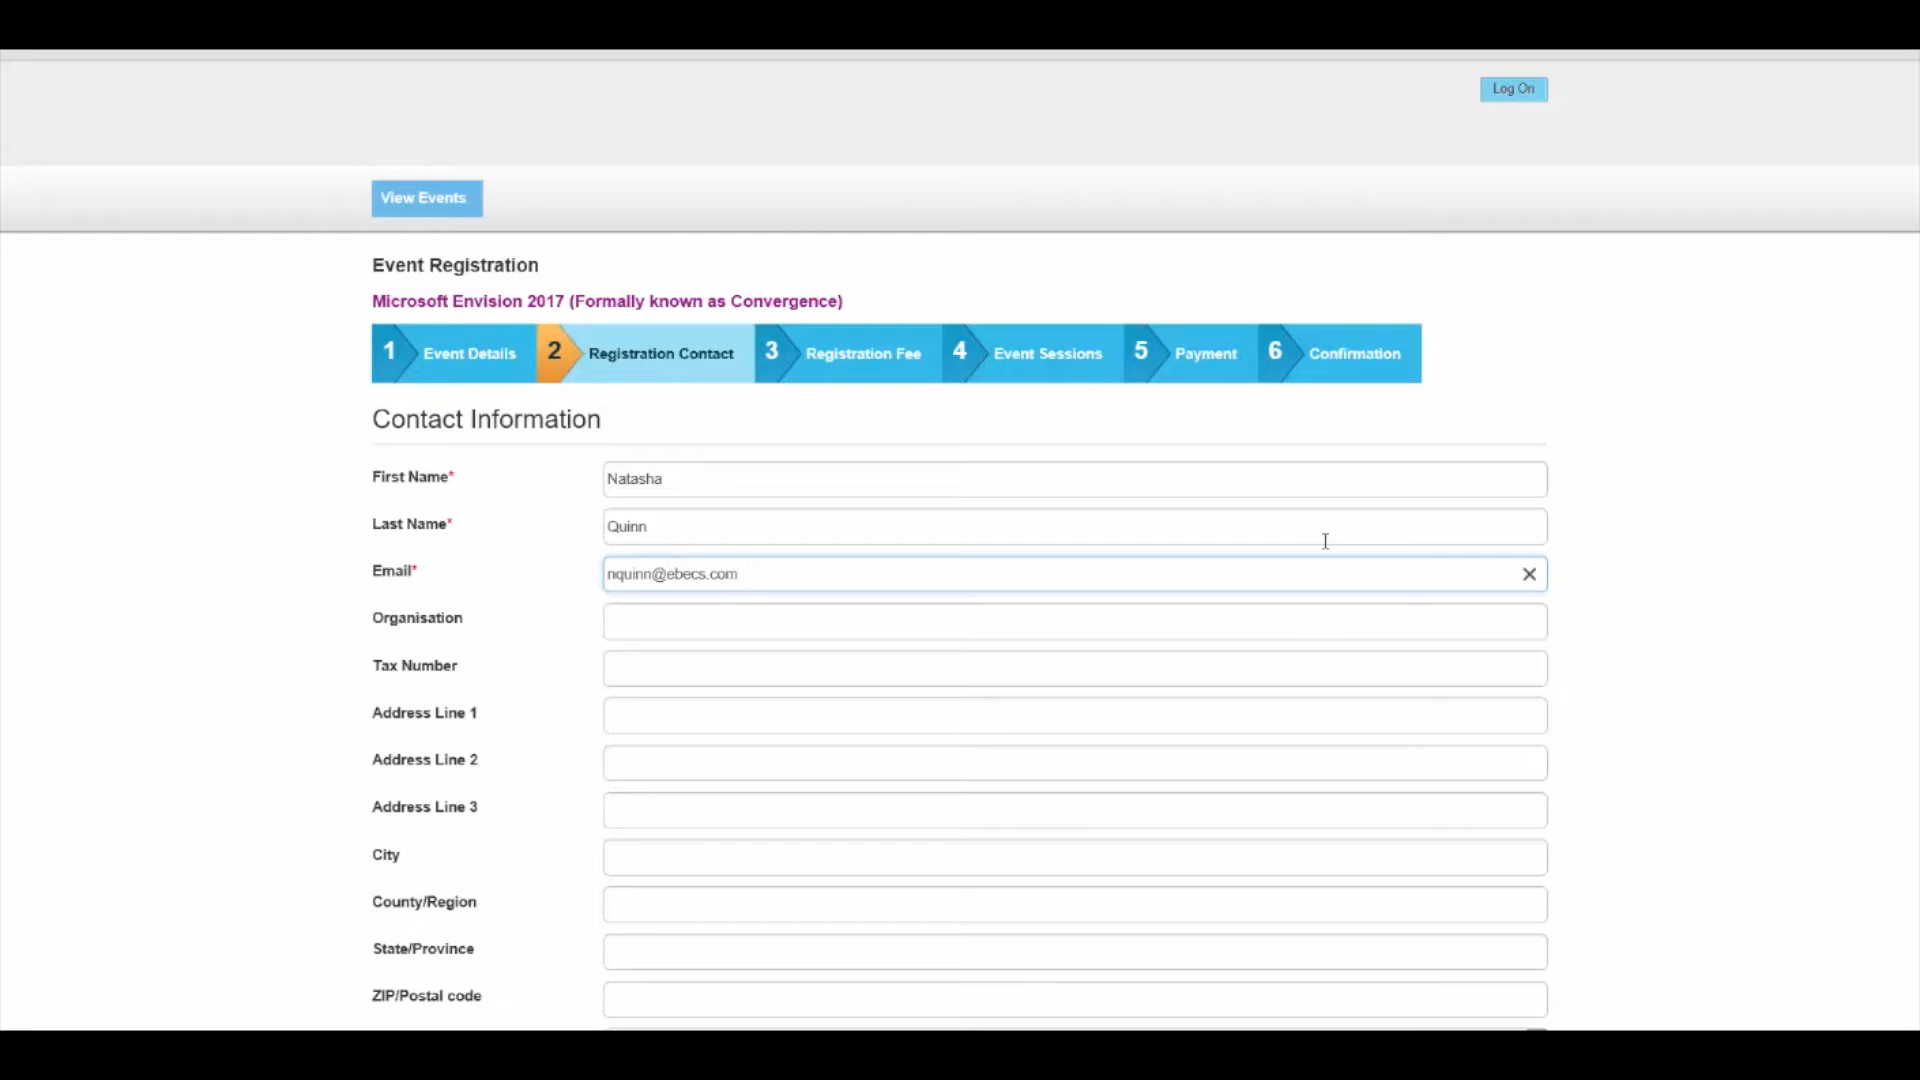 Log On
View Events
Event Registration
Microsoft Envision 2017 (Formally known as Convergence)
1 Event Details 2 Registration Contact 3 Registration Fee 4 Event Sessions 5 Payment 6 Confirmation
Contact Information
First Name* Natasha
Last Name* Quinn
Email* nquinn@ebecs.com
Organisation
Tax Number
Address Line 1
Address Line 2
Address Line 3
City
County/Region
State/Province
ZIP/Postal code